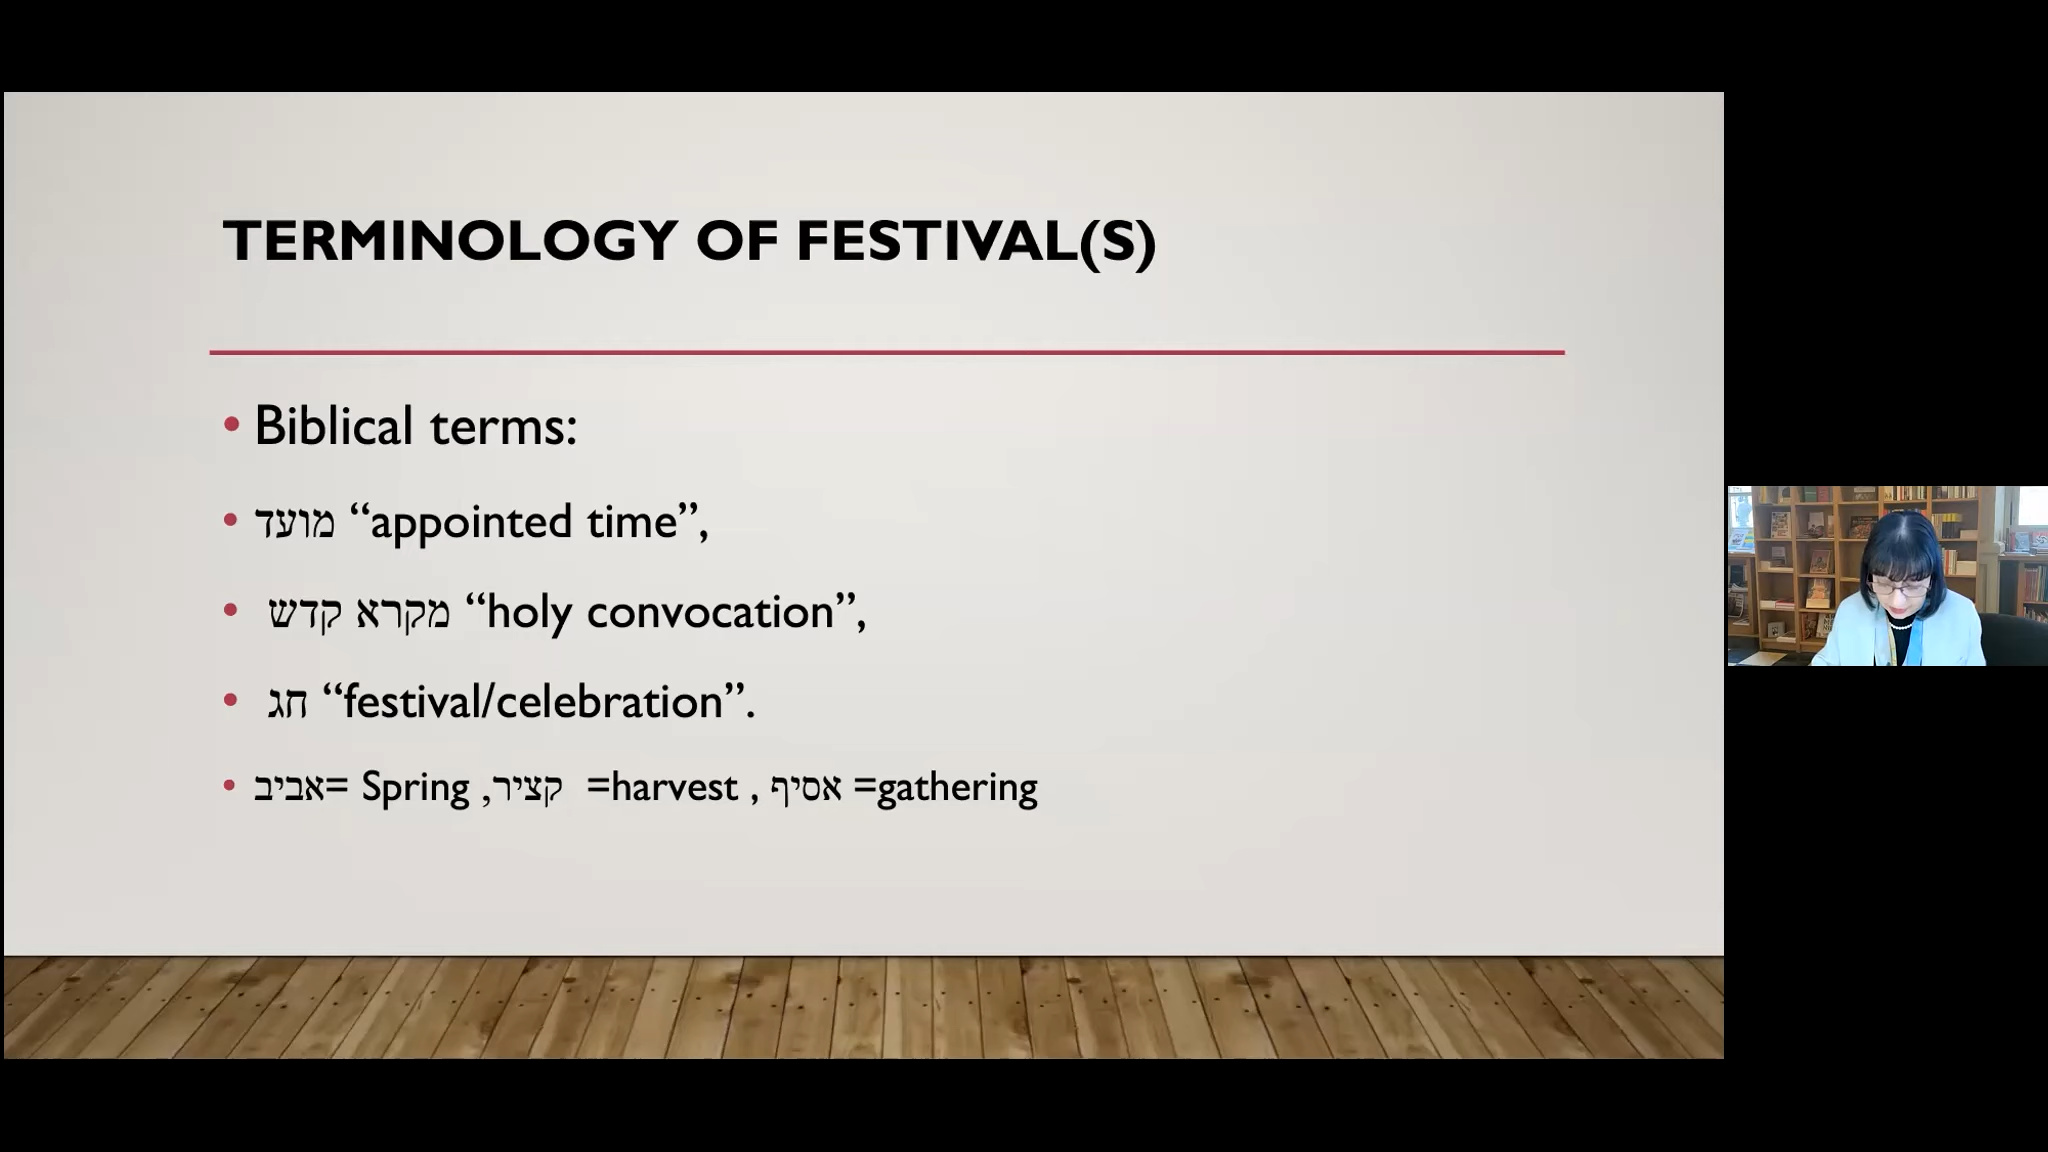 TERMINOLOGY OF FESTIVAL(S)
• Biblical terms:
• מועד “appointed time”,
• מקרא קדש “holy convocation”,
• חג “festival/celebration”.
• אביב= Spring ,קציר =harvest , אסיף =gathering